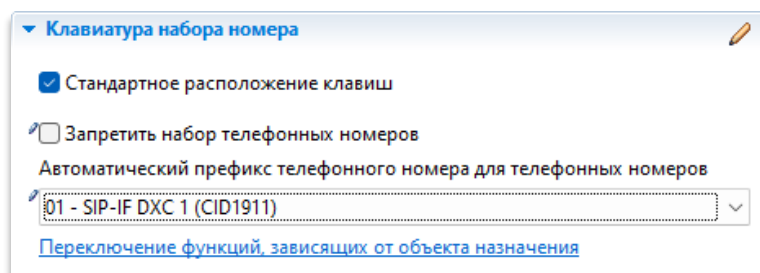 Клавиатура набора номера
Стандартное расположение клавиш
Запретить набор телефонных номеров
Автоматический префикс телефонного номера для телефонных номеров
01 - SIP-IF DXC 1 (CID1911)
Переключение функций, зависящих от объекта назначения